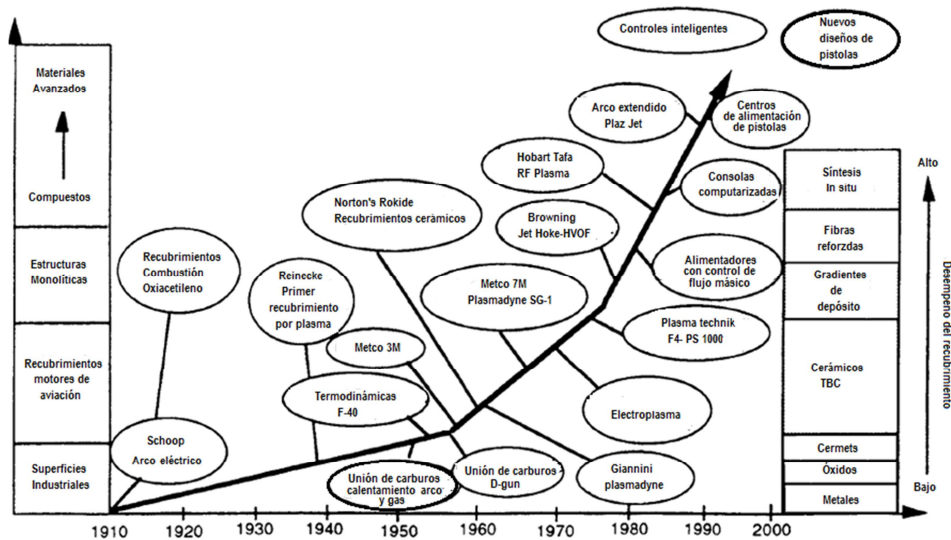 Controles inteligentes
Nuevos
diseños de
pistolas
Materiales
Avanzados
Compuestos
Estructuras
Monolíticas
Recubrimientos
motores de
aviación
Superficies
Industriales
Recubrimientos
Combustión
Oxiacetileno
Schoop
Arco eléctrico
Reinecke
Primer
recubrimiento
por plasma
Norton's Rokide
Recubrimientos ceràmicos
Metco 3M
Termodinámicas
F-40
Unión de carburos
calentamiento arco
y gas
Unión de carburos
D-gun
Metco 7M
Plasmadyne SG-1
Browning
Jet Hoke-HVOF
Hobart Tafa
RF Plasma
Arco extendido
Plaz Jet
Centros
de alimentación
de pistolas
Consolas
computarizadas
Alimentadores
con control de
flujo másico
Plasma technik
F4- PS 1000
Electroplasma
Giannini
plasmadyne
Síntesis
In situ
Fibras
reforzdas
Gradientes
de
depósito
Cerámicos
TBC
Cermets
Óxidos
Metales
Alto
Desempeño del recubrimiento
Bajo
1910 1920 1930 1940 1950 1960 1970 1980 1990 2000